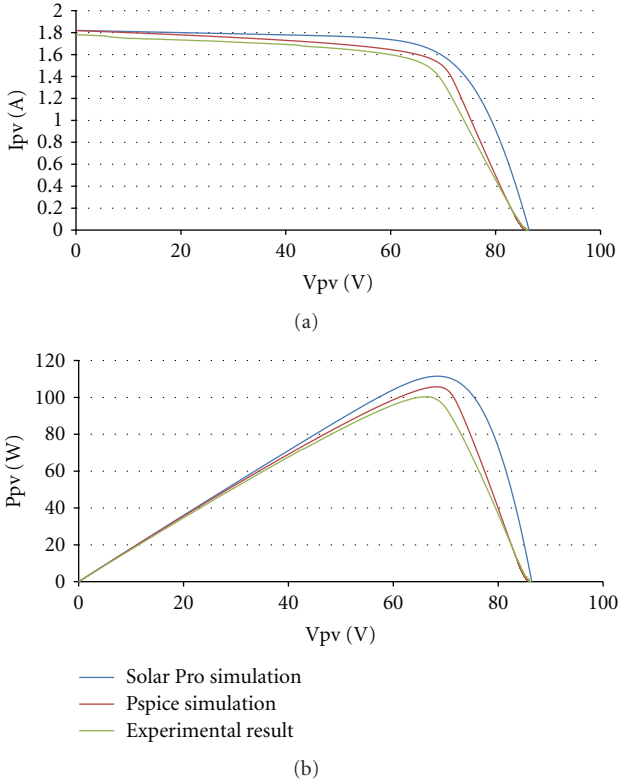 2
1.8
1.6
1.4
1.2
1
0.8
0.6
0.4
0.2
0
Ipv (A)
0 20 40 60 80 100
Vpv (V)
(a)
120
100
80
60
40
20
0
Ppv (W)
0 20 40 60 80 100
Vpv (V)
Solar Pro simulation
Pspice simulation
Experimental result
(b)